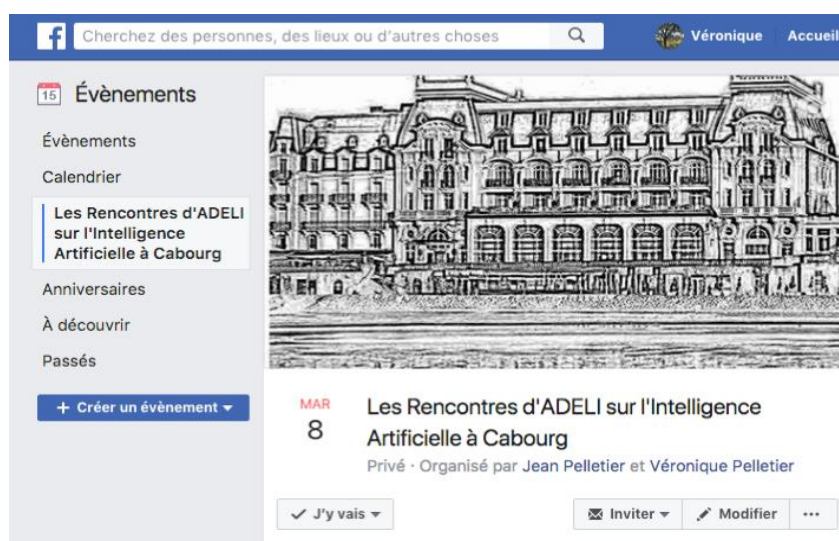 f Cherchez des personnes, des lieux ou d'autres choses Véronique Accueil
15 Évènements
Évènements
Calendrier
Les Rencontres d'ADELI
sur l'Intelligence
Artificielle à Cabourg
Anniversaires
À découvrir
Passés
+ Créer un évènement
MAR
8
Les Rencontres d'ADELI sur l'Intelligence
Artificielle à Cabourg
Privé · Organisé par Jean Pelletier et Véronique Pelletier
J'y vais Inviter Modifier ...